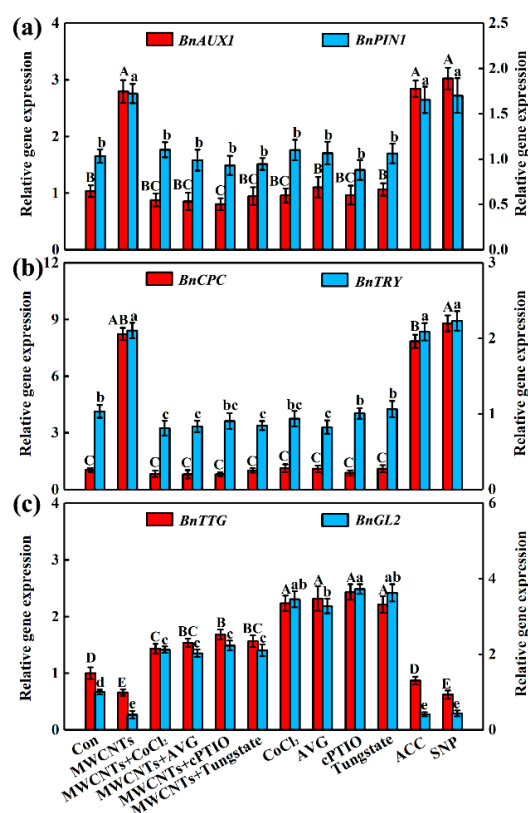 (a)
BnAUX1 BnPIN1
Relative gene expression
4 3 2 1 0
2.5 2.0 1.5 1.0 0.5 0.0
Relative gene expression
B b A a BC b BC b C b BC b BC b B b BC b BC b A a A a
(b)
BnCPC BnTRY
Relative gene expression
12 9 6 3 0
3 2 1 0
Relative gene expression
C b AB a C c C c C bc C c C bc C c C b C b B a A a
(c)
BnTTG BnGL2
Relative gene expression
4 3 2 1 0
6 4 2 0
Relative gene expression
D d E e C c BC c B c BC c A ab A b A a A ab D e E e
Con
MWCNTs
MWCNTs+CoCl2
MWCNTs+AVG
MWCNTs+cPTIO
MWCNTs+Tungstate
CoCl2
AVG
cPTIO
Tungstate
ACC
SNP